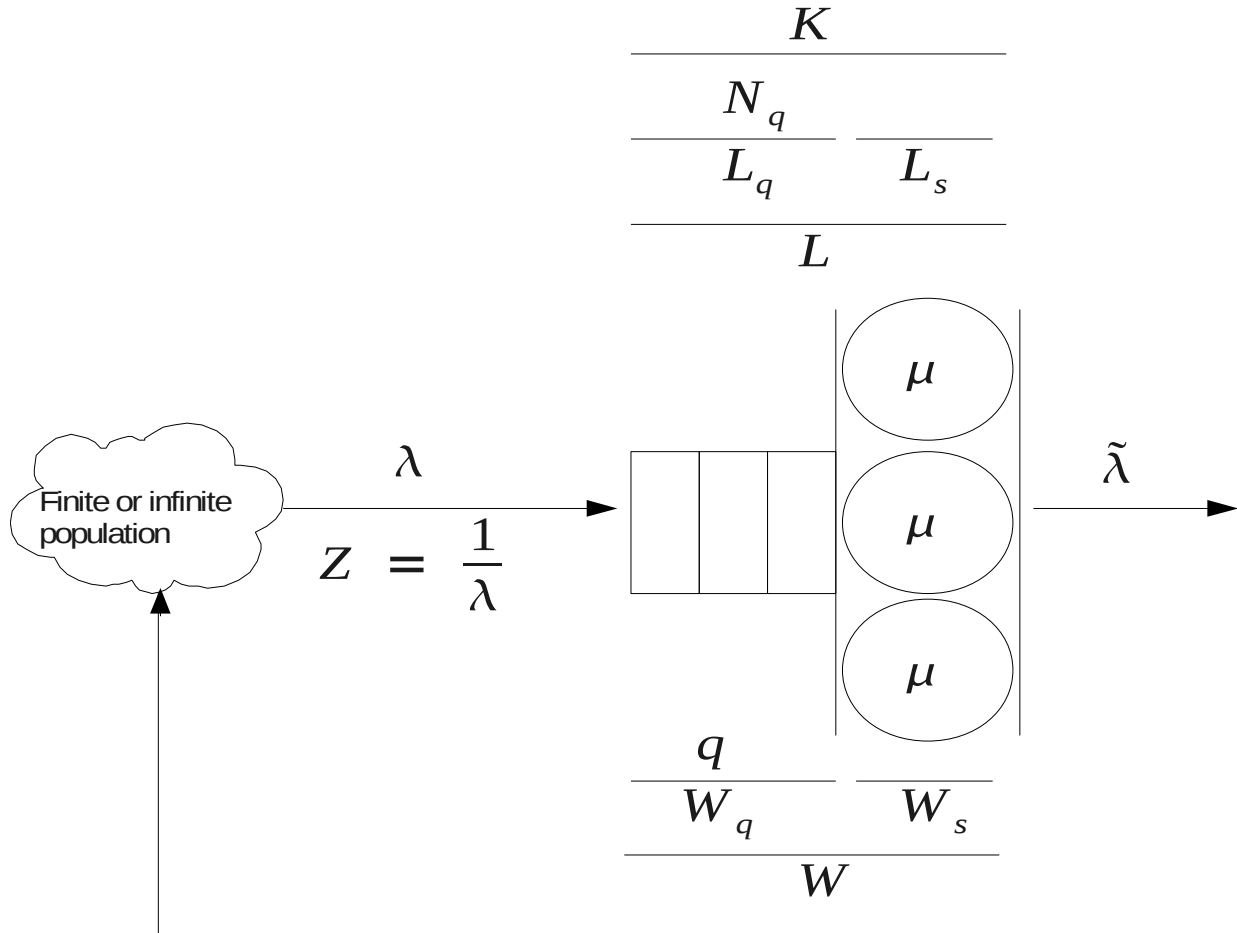 K
N_q
L_q L_s
L
μ
λ
Finite or infinite
population
Z = 1/λ
μ
λ̃
μ
q
W_q W_s
W